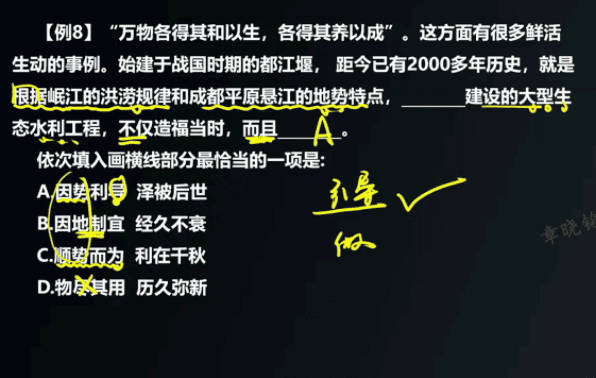 【例8】“万物各得其和以生，各得其养以成”。这方面有很多鲜活
生动的事例。始建于战国时期的都江堰， 距今已有2000多年历史，就是
根据岷江的洪涝规律和成都平原悬江的地势特点，________建设的大型生
态水利工程，不仅造福当时，而且________。
A
依次填入画横线部分最恰当的一项是:
A.因势利导 泽被后世
B.因地制宜 经久不衰
C.顺势而为 利在千秋
D.物尽其用 历久弥新
引导
做